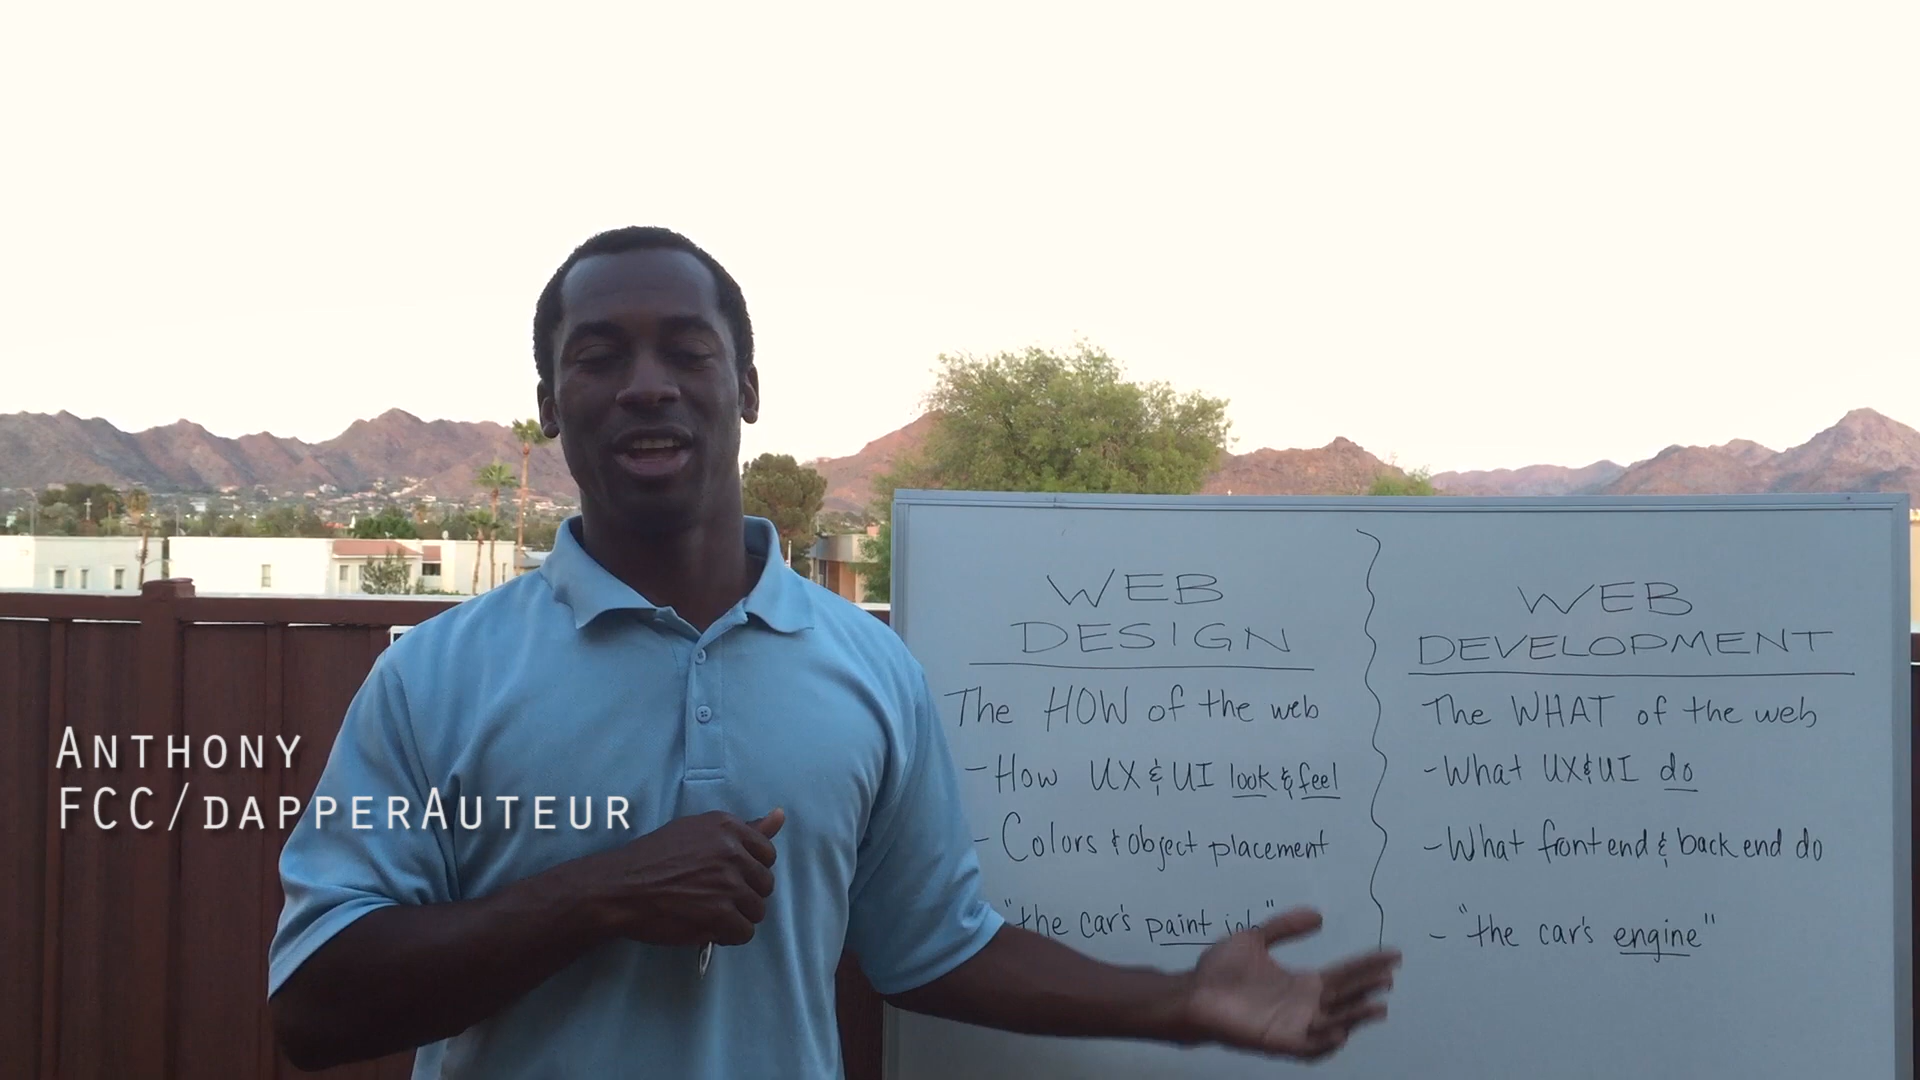 Anthony
FCC/dapperAuteur
WEB
DESIGN
The HOW of the web
- How UX & UI look & feel
- Colors & object placement
"the car's paint job"
WEB
DEVELOPMENT
The WHAT of the web
- What UX & UI do
- What front end & back end do
- "the car's engine"